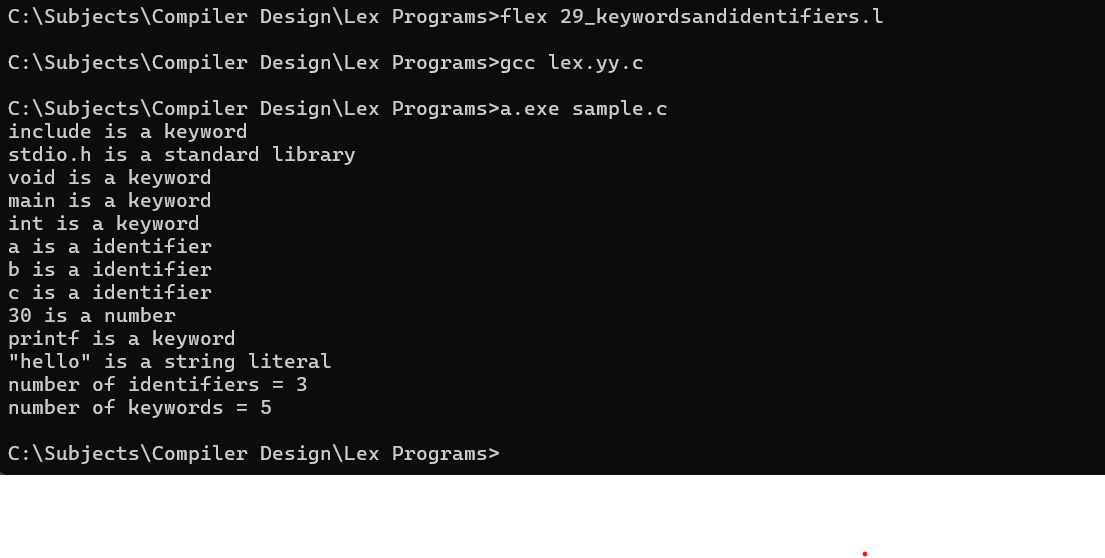 C:\Subjects\Compiler Design\Lex Programs>flex 29_keywordsandidentifiers.l
C:\Subjects\Compiler Design\Lex Programs>gcc lex.yy.c
C:\Subjects\Compiler Design\Lex Programs>a.exe sample.c
include is a keyword
stdio.h is a standard library
void is a keyword
main is a keyword
int is a keyword
a is a identifier
b is a identifier
c is a identifier
30 is a number
printf is a keyword
"hello" is a string literal
number of identifiers = 3
number of keywords = 5
C:\Subjects\Compiler Design\Lex Programs>